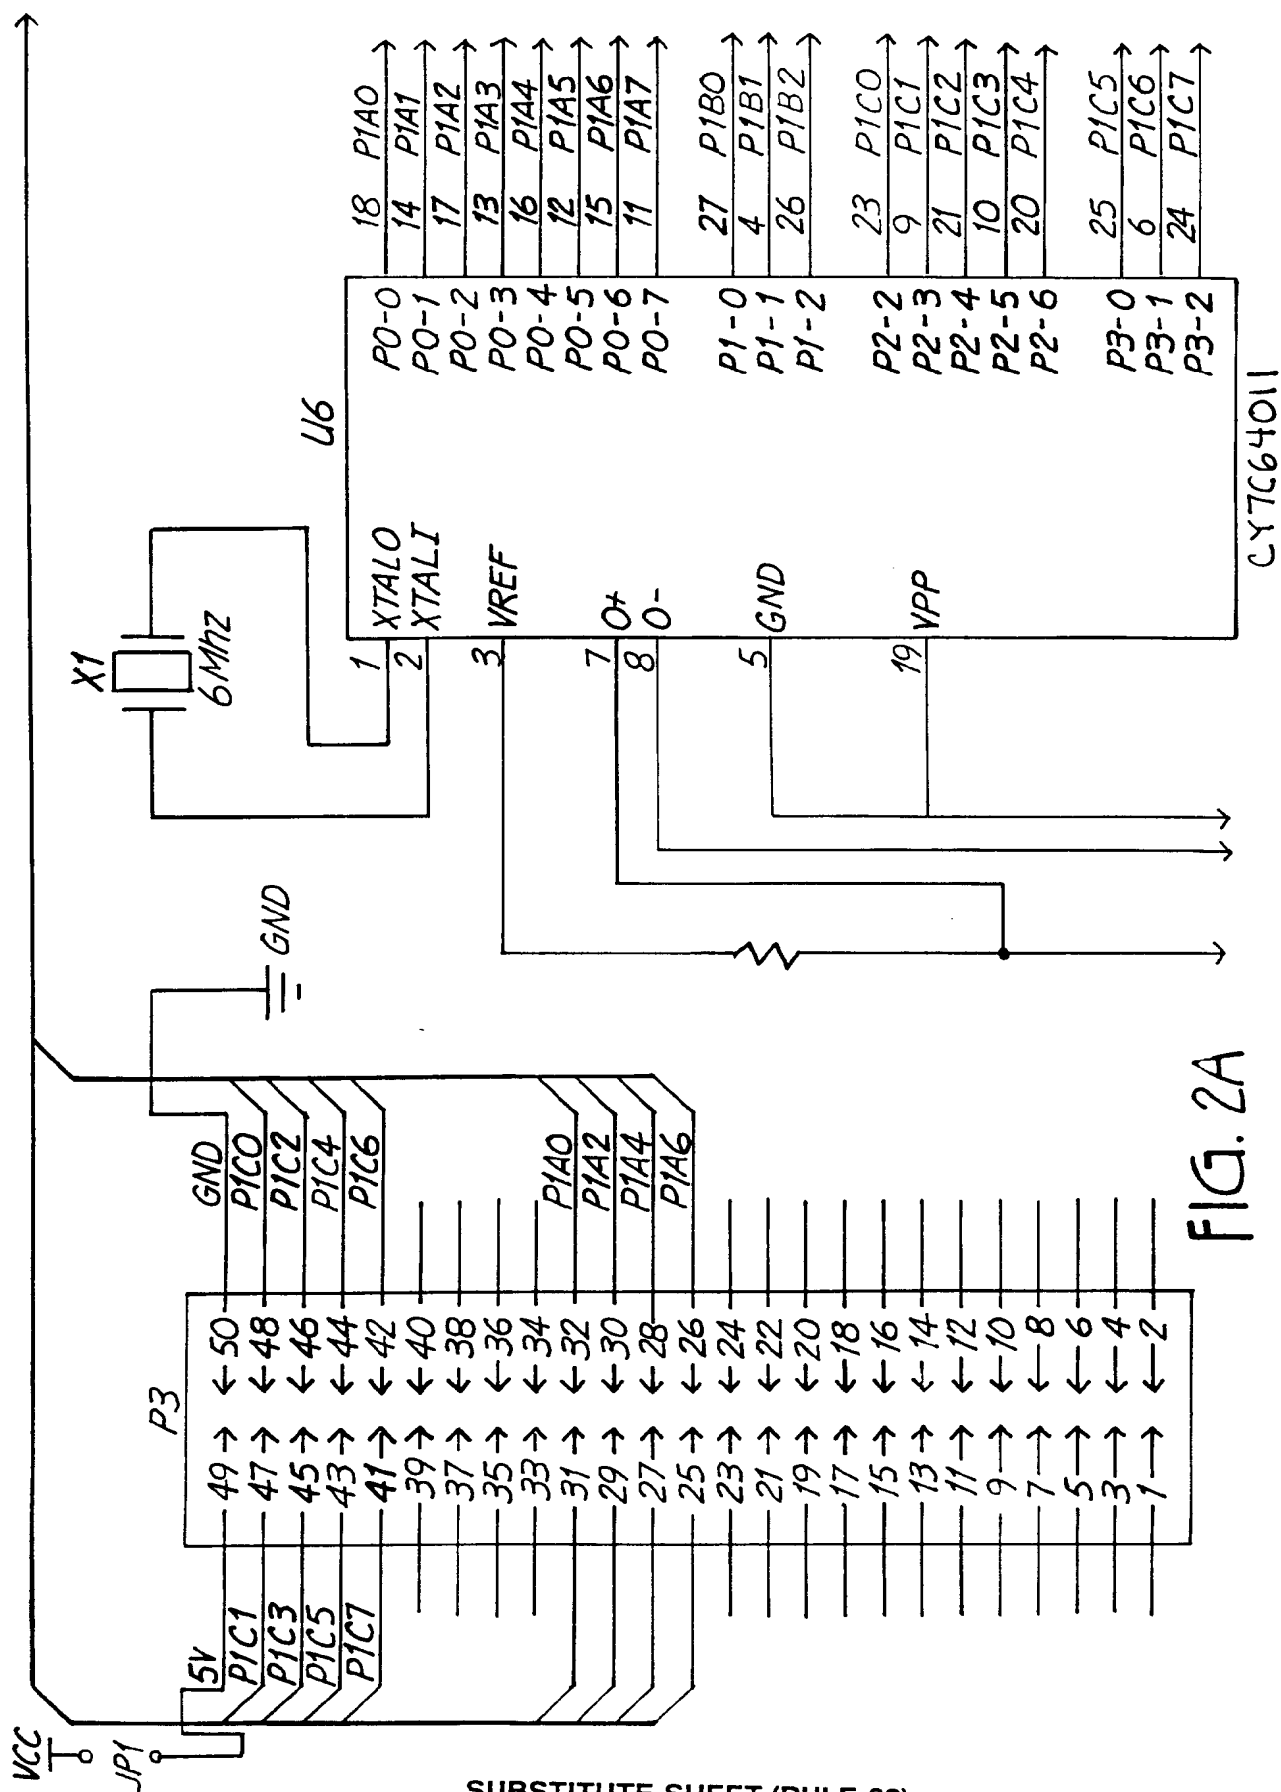 VCC
JP1
5V
P1C1
P1C3
P1C5
P1C7
P3
49 50
47 48
45 46
43 44
41 42
39 40
37 38
35 36
33 34
31 32
29 30
27 28
25 26
23 24
21 22
19 20
17 18
15 16
13 14
11 12
9 10
7 8
5 6
3 4
1 2
GND
P1C0
P1C2
P1C4
P1C6
P1A0
P1A2
P1A4
P1A6
GND
X1
6Mhz
U6
1 XTALO
2 XTALI
3 VREF
7 O+
8 O-
5 GND
19 VPP
P0-0 18 P1A0
P0-1 14 P1A1
P0-2 17 P1A2
P0-3 13 P1A3
P0-4 16 P1A4
P0-5 12 P1A5
P0-6 15 P1A6
P0-7 11 P1A7
P1-0 27 P1B0
P1-1 4 P1B1
P1-2 26 P1B2
P2-2 23 P1C0
P2-3 9 P1C1
P2-4 21 P1C2
P2-5 10 P1C3
P2-6 20 P1C4
P3-0 25 P1C5
P3-1 6 P1C6
P3-2 24 P1C7
CY7C64011
FIG. 2A
SUBSTITUTE SHEET (RULE 26)